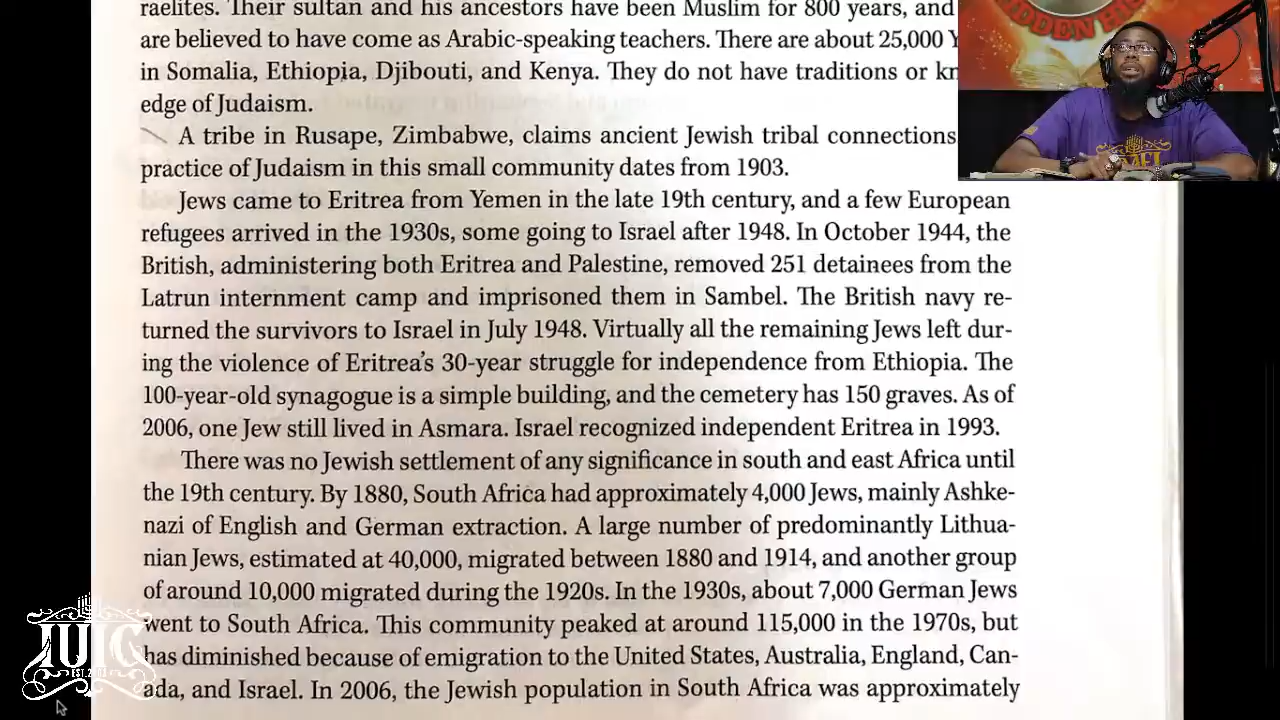 raelites. Their sultan and his ancestors have been Muslim for 800 years, and
are believed to have come as Arabic-speaking teachers. There are about 25,000 Y
in Somalia, Ethiopia, Djibouti, and Kenya. They do not have traditions or kn
edge of Judaism.
A tribe in Rusape, Zimbabwe, claims ancient Jewish tribal connections
practice of Judaism in this small community dates from 1903.
Jews came to Eritrea from Yemen in the late 19th century, and a few European
refugees arrived in the 1930s, some going to Israel after 1948. In October 1944, the
British, administering both Eritrea and Palestine, removed 251 detainees from the
Latrun internment camp and imprisoned them in Sambel. The British navy re-
turned the survivors to Israel in July 1948. Virtually all the remaining Jews left dur-
ing the violence of Eritrea's 30-year struggle for independence from Ethiopia. The
100-year-old synagogue is a simple building, and the cemetery has 150 graves. As of
2006, one Jew still lived in Asmara. Israel recognized independent Eritrea in 1993.
There was no Jewish settlement of any significance in south and east Africa until
the 19th century. By 1880, South Africa had approximately 4,000 Jews, mainly Ashke-
nazi of English and German extraction. A large number of predominantly Lithua-
nian Jews, estimated at 40,000, migrated between 1880 and 1914, and another group
of around 10,000 migrated during the 1920s. In the 1930s, about 7,000 German Jews
went to South Africa. This community peaked at around 115,000 in the 1970s, but
has diminished because of emigration to the United States, Australia, England, Can-
ada, and Israel. In 2006, the Jewish population in South Africa was approximately
IUIC
EST. 2003